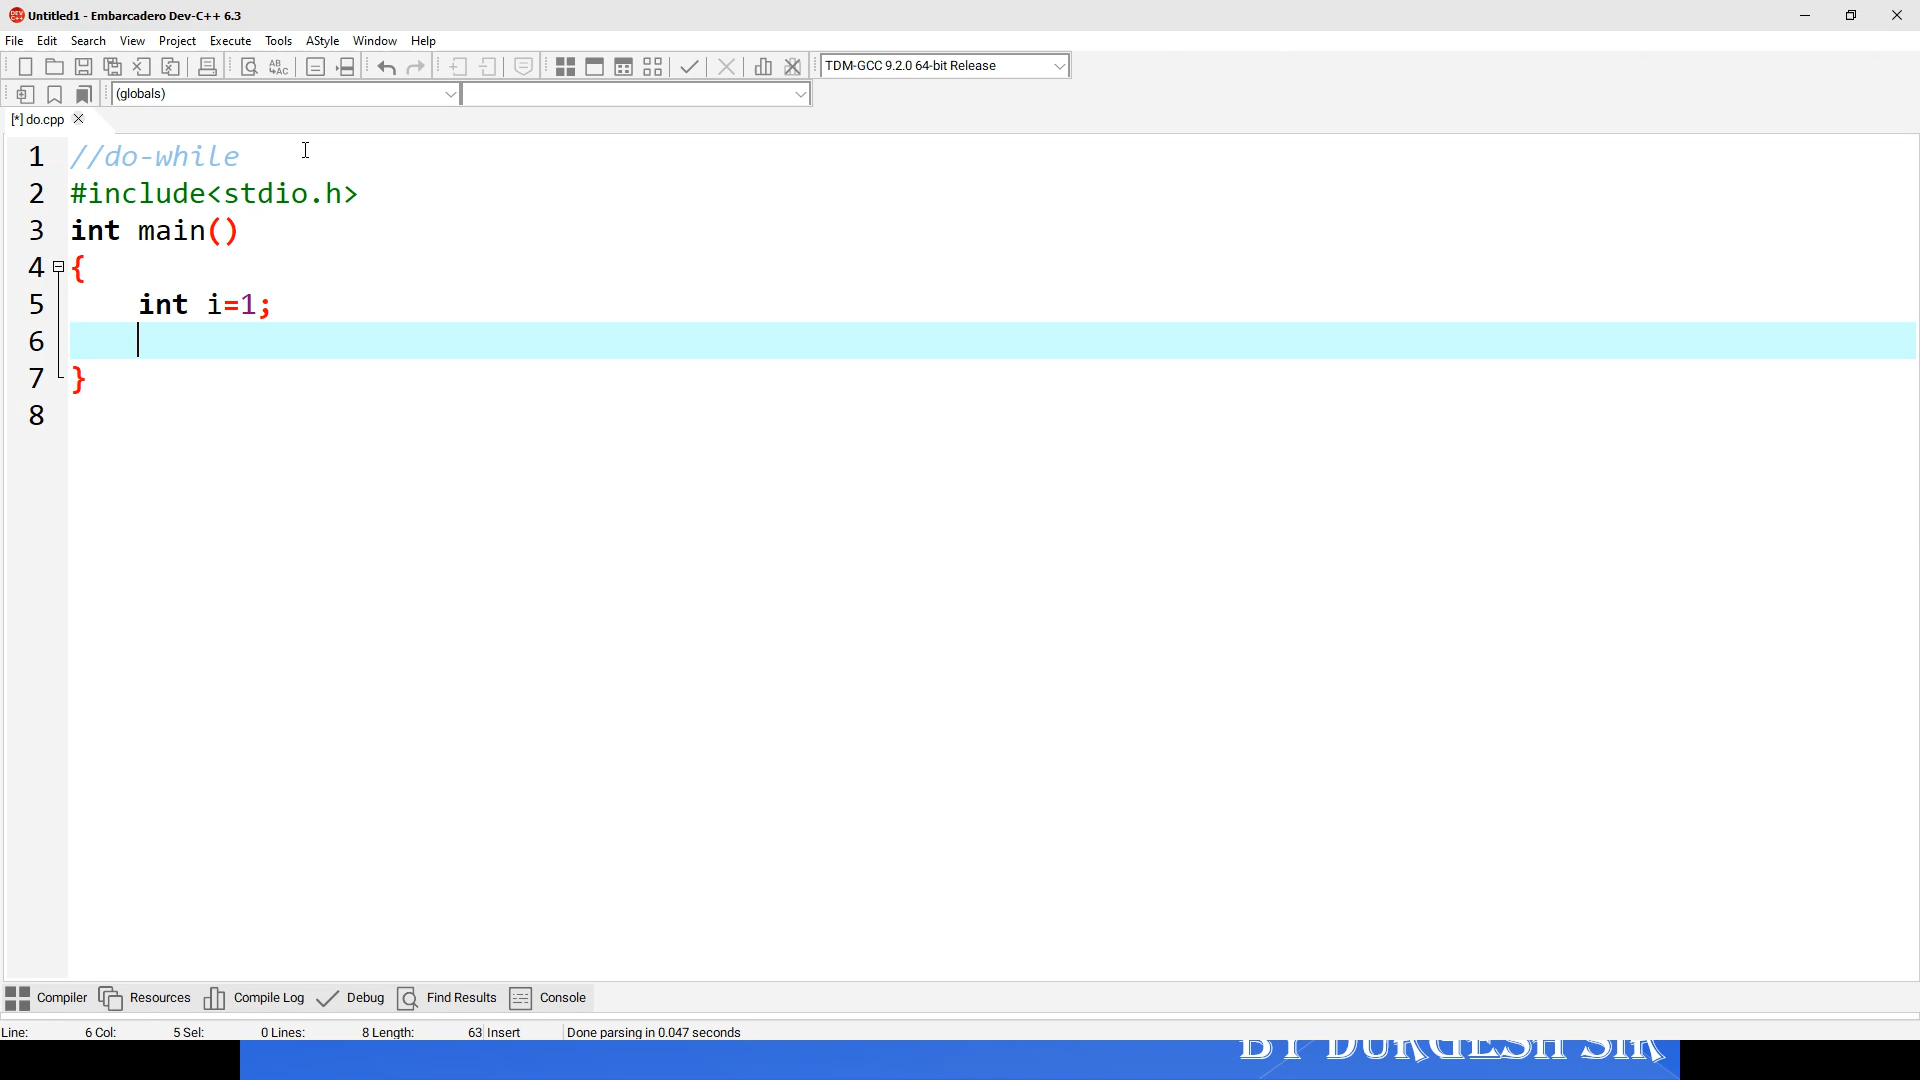 Untitled1 - Embarcadero Dev-C++ 6.3
File Edit Search View Project Execute Tools AStyle Window Help
TDM-GCC 9.2.0 64-bit Release
(globals)
[*] do.cpp
1 //do-while
2 #include<stdio.h>
3 int main()
4 {
5 int i=1;
6
7 }
8
Compiler Resources Compile Log Debug Find Results Console
Line: 6 Col: 5 Sel: 0 Lines: 8 Length: 63 Insert Done parsing in 0.047 seconds
BY DURGESH SIR